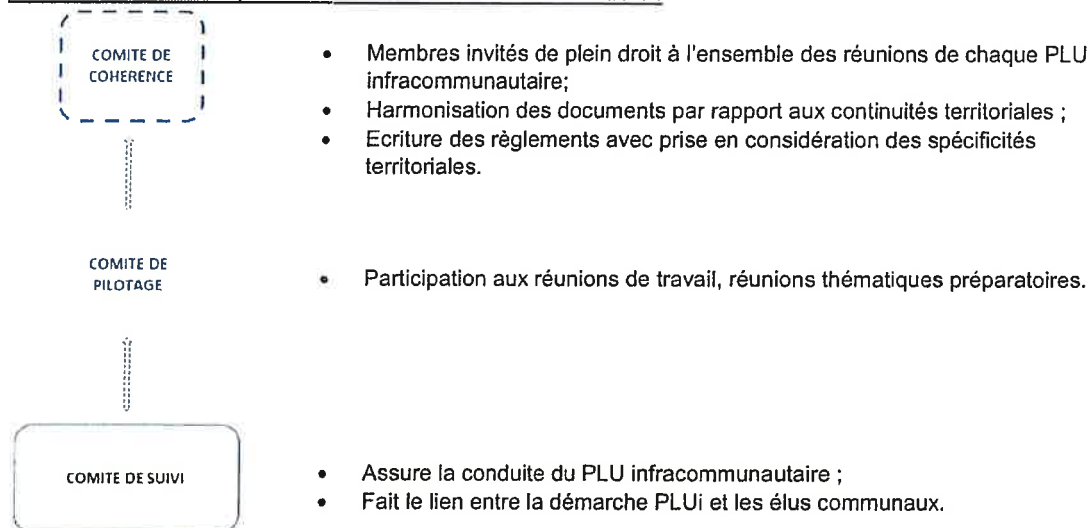 COMITE DE
COHERENCE
• Membres invités de plein droit à l'ensemble des réunions de chaque PLU
infracommunautaire;
• Harmonisation des documents par rapport aux continuités territoriales ;
• Ecriture des règlements avec prise en considération des spécificités
territoriales.
COMITE DE
PILOTAGE
• Participation aux réunions de travail, réunions thématiques préparatoires.
COMITE DE SUIVI
• Assure la conduite du PLU infracommunautaire ;
• Fait le lien entre la démarche PLUi et les élus communaux.